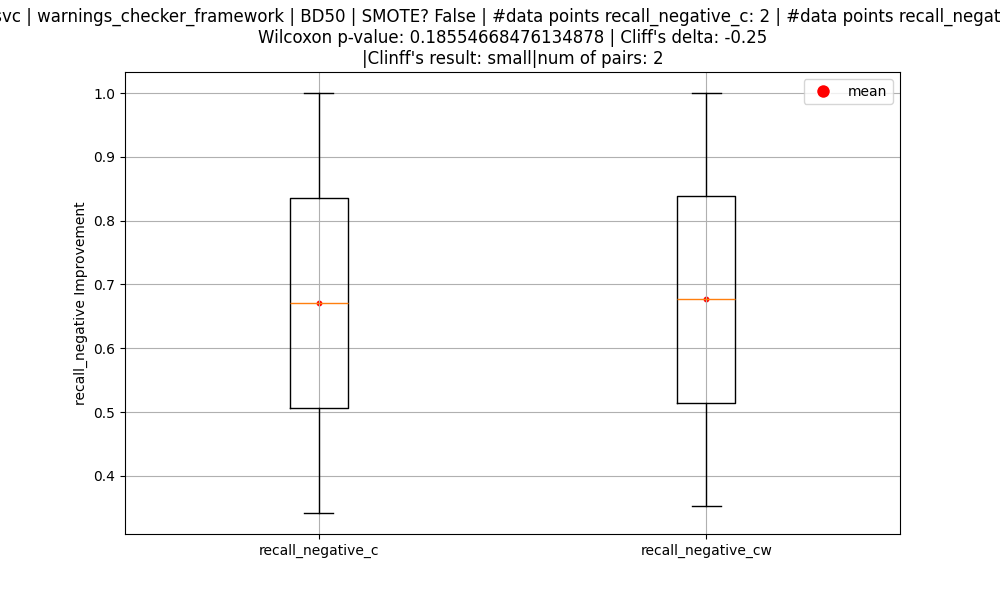 svc | warnings_checker_framework | BD50 | SMOTE? False | #data points recall_negative_c: 2 | #data points
Wilcoxon p-value: 0.18554668476134878 | Cliff's delta: -0.25
|Clinff's result: small|num of pairs: 2
mean
1.0
0.9
0.8
0.7
0.6
0.5
0.4
recall_negative Improvement
recall_negative_c
recall_negative_cw